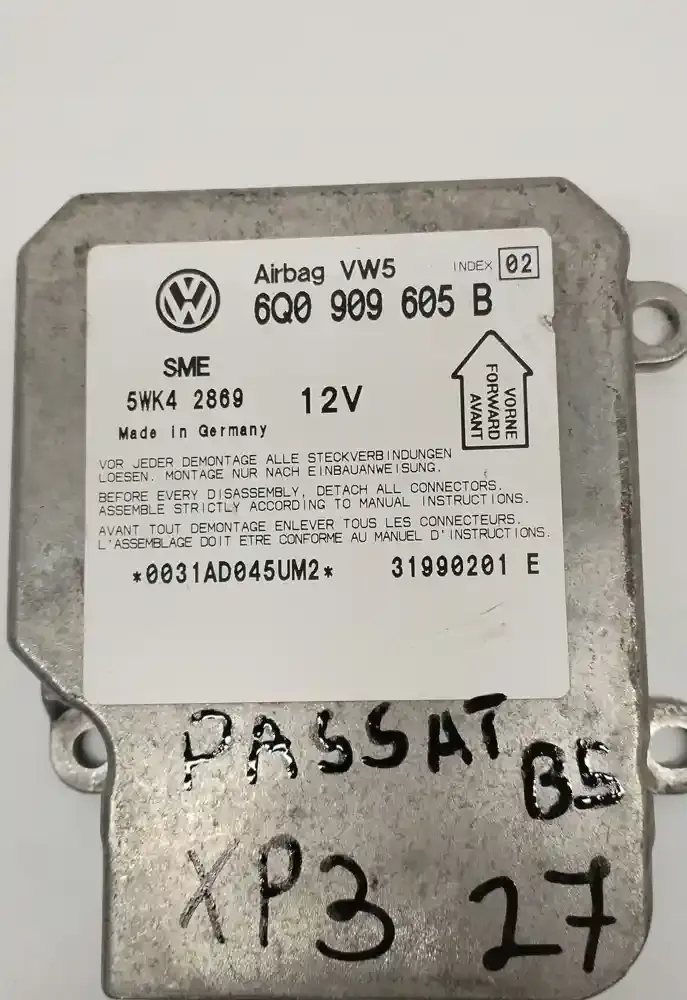 Airbag VW5 INDEX 02
6Q0 909 605 B
SME
5WK4 2869 12V
Made in Germany
VORNE
FORWARD
AVANT
VOR JEDER DEMONTAGE ALLE STECKVERBINDUNGEN
LOESEN. MONTAGE NUR NACH EINBAUANWEISUNG.
BEFORE EVERY DISASSEMBLY, DETACH ALL CONNECTORS.
ASSEMBLE STRICTLY ACCORDING TO MANUAL INSTRUCTIONS.
AVANT TOUT DEMONTAGE ENLEVER TOUS LES CONNECTEURS.
L'ASSEMBLAGE DOIT ETRE CONFORME AU MANUEL D'INSTRUCTIONS.
*0031AD045UM2* 31990201 E
PASSAT
B5
XP3 27